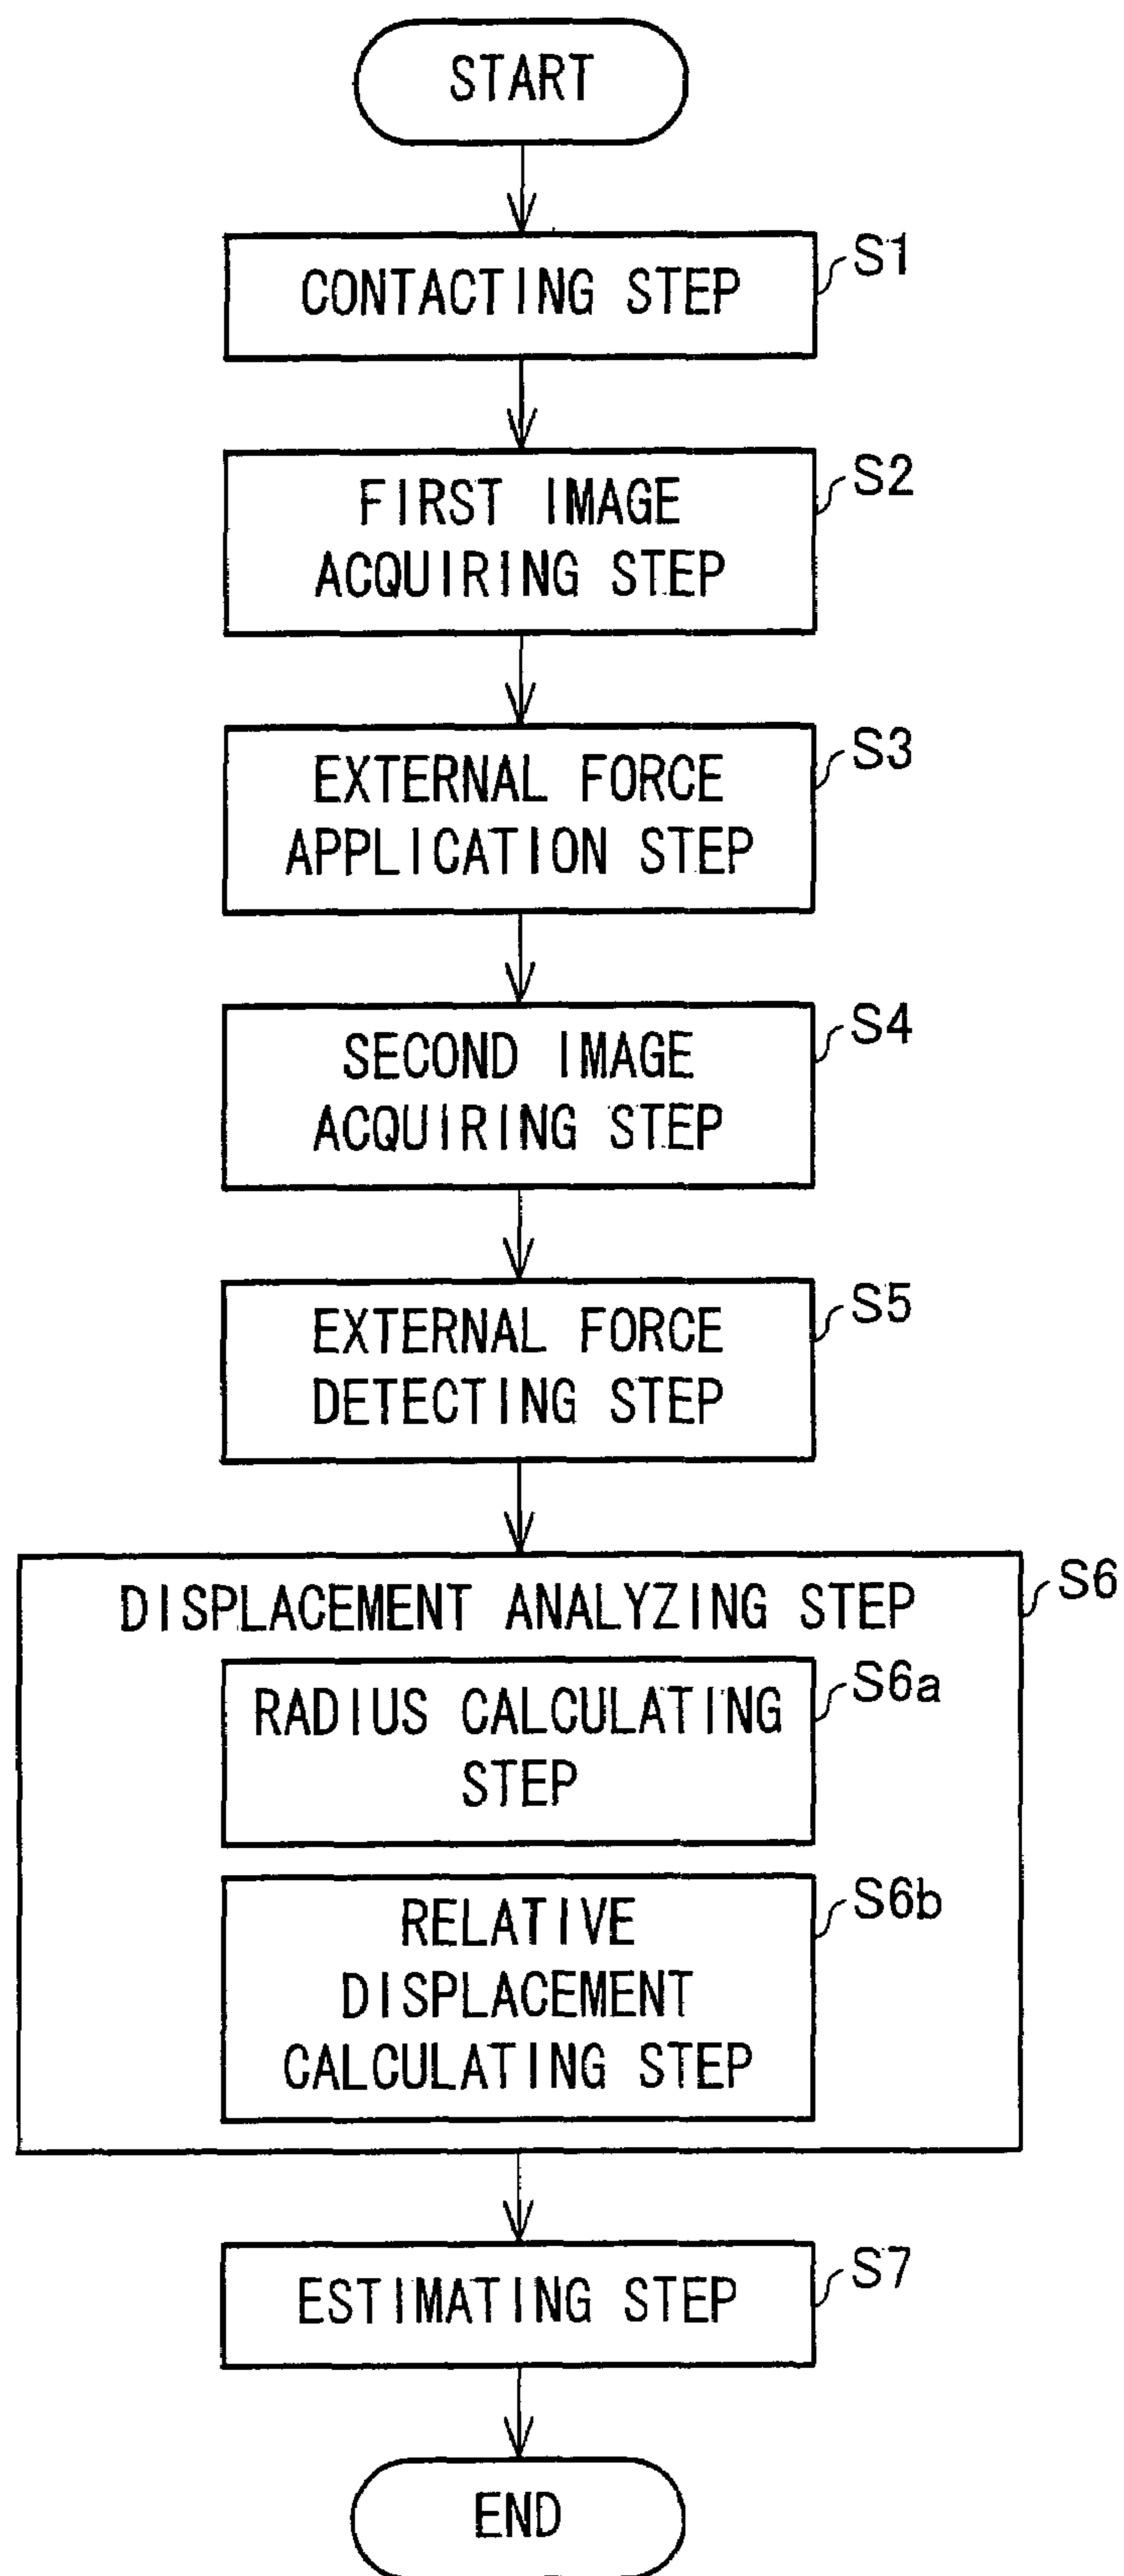 START
CONTACTING STEP
S1
FIRST IMAGE
ACQUIRING STEP
S2
EXTERNAL FORCE
APPLICATION STEP
S3
SECOND IMAGE
ACQUIRING STEP
S4
EXTERNAL FORCE
DETECTING STEP
S5
DISPLACEMENT ANALYZING STEP
S6
RADIUS CALCULATING
STEP
S6a
RELATIVE
DISPLACEMENT
CALCULATING STEP
S6b
ESTIMATING STEP
S7
END